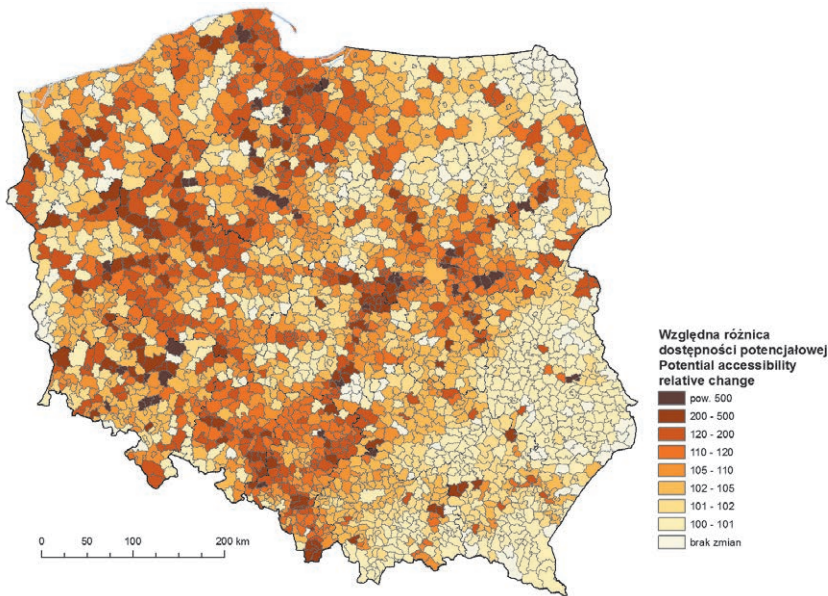 Względna różnica
dostępności potencjałowej
Potential accessibility
relative change
pow. 500
200 - 500
120 - 200
110 - 120
105 - 110
102 - 105
101 - 102
100 - 101
brak zmian
0 50 100 200 km